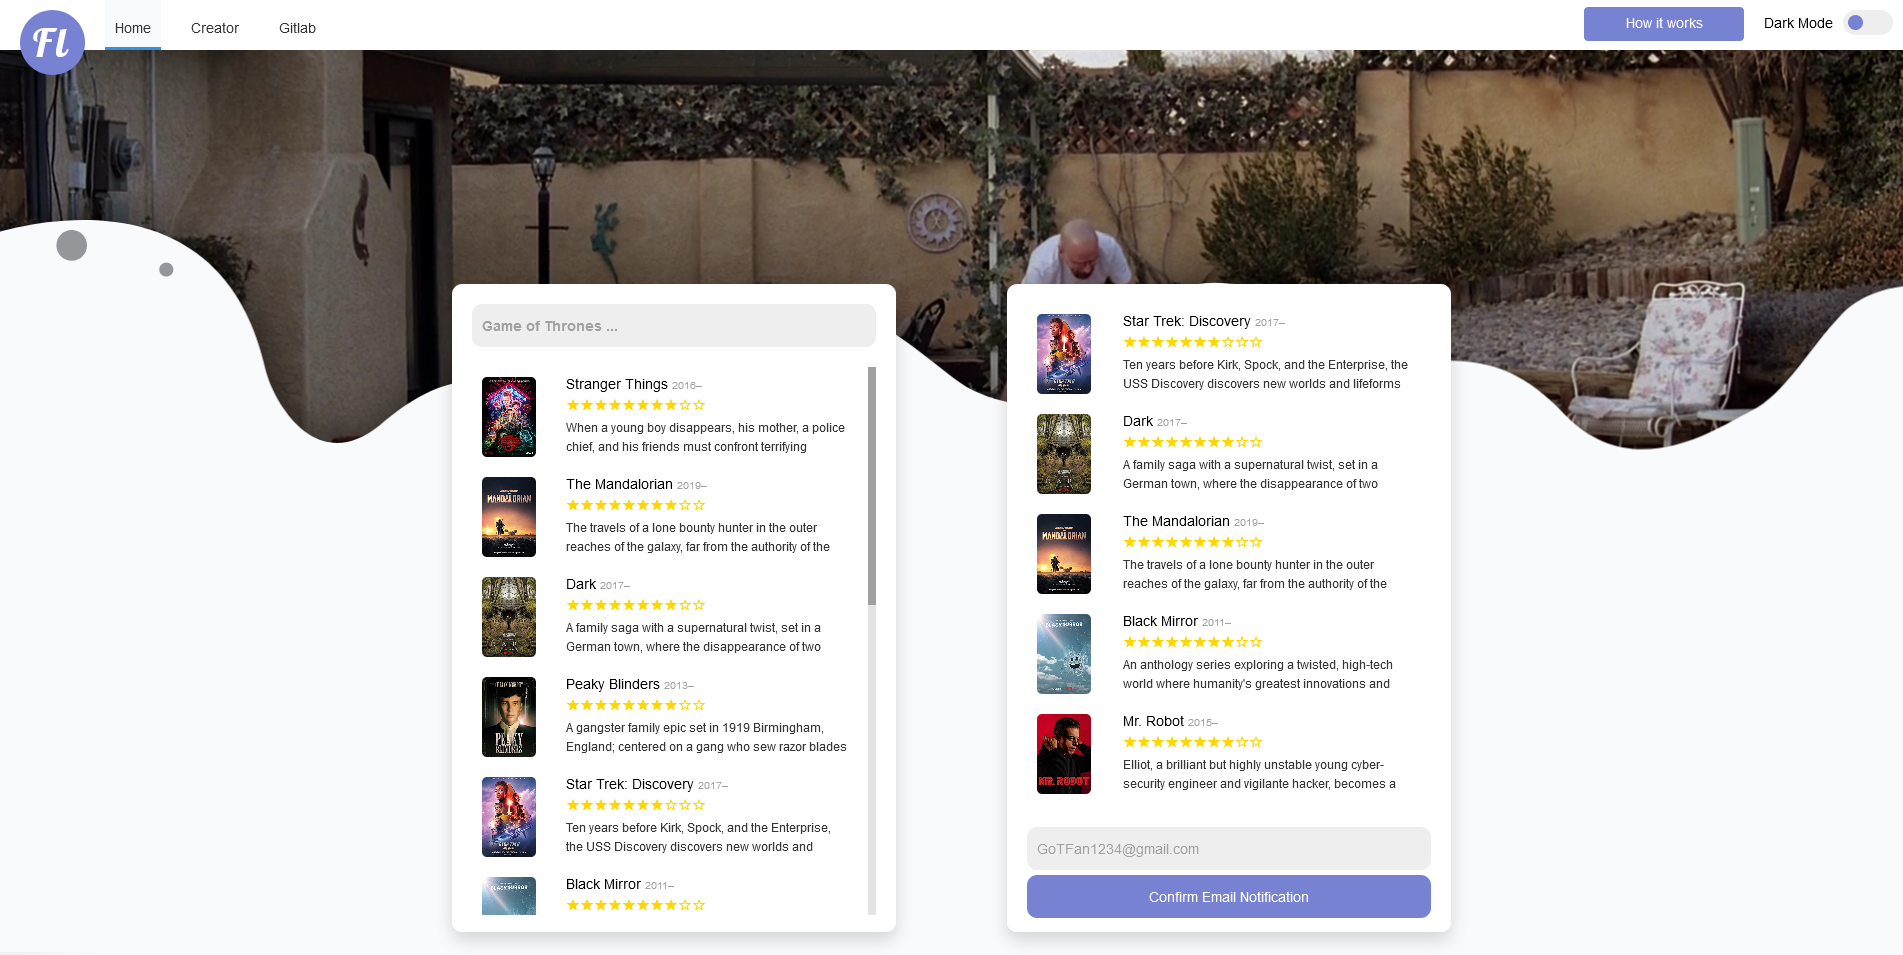 Fl
Home
Creator
Gitlab
How it works
Dark Mode
Game of Thrones ...
Stranger Things 2016–
When a young boy disappears, his mother, a police
chief, and his friends must confront terrifying
MANDALORIAN
The Mandalorian 2019–
The travels of a lone bounty hunter in the outer
reaches of the galaxy, far from the authority of the
Dark 2017–
A family saga with a supernatural twist, set in a
German town, where the disappearance of two
PEAKY
BLINDERS
Peaky Blinders 2013–
A gangster family epic set in 1919 Birmingham,
England; centered on a gang who sew razor blades
Star Trek: Discovery 2017–
Ten years before Kirk, Spock, and the Enterprise,
the USS Discovery discovers new worlds and
BLACK MIRROR
Black Mirror 2011–
Star Trek: Discovery 2017–
Ten years before Kirk, Spock, and the Enterprise, the
USS Discovery discovers new worlds and lifeforms
Dark 2017–
A family saga with a supernatural twist, set in a
German town, where the disappearance of two
MANDALORIAN
The Mandalorian 2019–
The travels of a lone bounty hunter in the outer
reaches of the galaxy, far from the authority of the
BLACK MIRROR
Black Mirror 2011–
An anthology series exploring a twisted, high-tech
world where humanity's greatest innovations and
MR. ROBOT
Mr. Robot 2015–
Elliot, a brilliant but highly unstable young cyber-
security engineer and vigilante hacker, becomes a
GoTFan1234@gmail.com
Confirm Email Notification